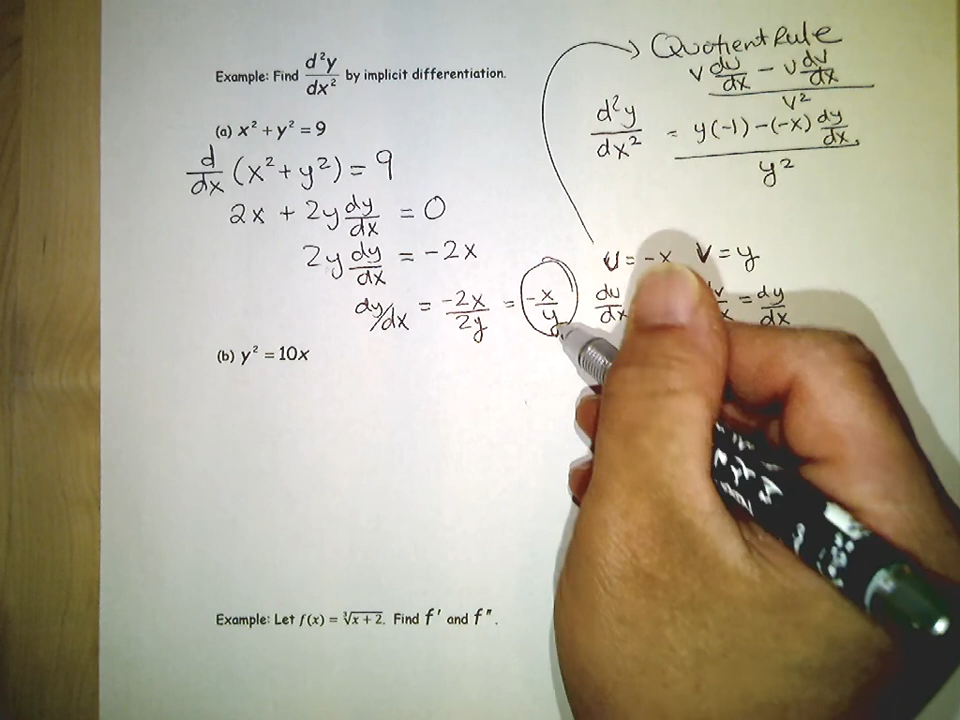 Example: Find d²y/dx² by implicit differentiation.
(a) x² + y² = 9
d/dx (x² + y²) = 9
2x + 2y dy/dx = 0
2y dy/dx = -2x
dy/dx = -2x/2y = -x/y
(b) y² = 10x
Example: Let f(x) = ∛(x + 2). Find f′ and f″.
Quotient Rule
(v du/dx - u dv/dx)/v²
d²y/dx² = (y(-1) - (-x) dy/dx)/y²
u = -x v = y
du/dx
= dy/dx